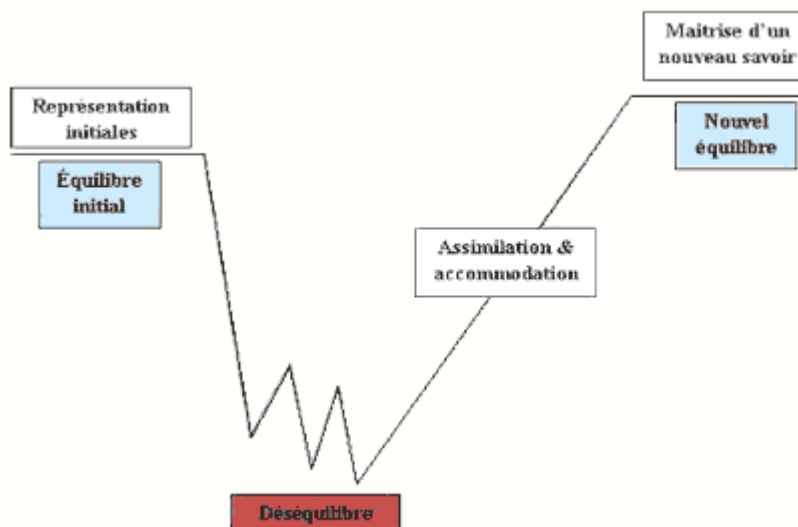 Représentation
initiales
Équilibre
initial
Déséquilibre
Assimilation &
accommodation
Maitrise d'un
nouveau savoir
Nouvel
équilibre